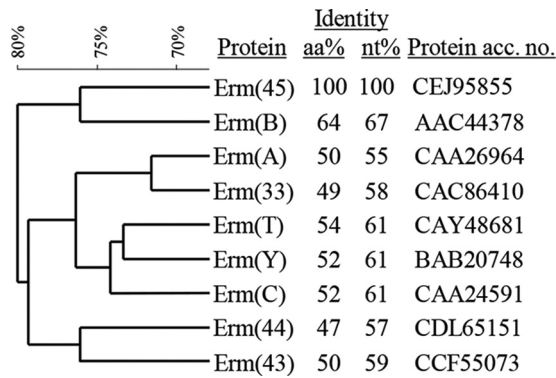 80% 75% 70%
Identity
Protein aa% nt% Protein acc. no.
Erm(45) 100 100 CEJ95855
Erm(B) 64 67 AAC44378
Erm(A) 50 55 CAA26964
Erm(33) 49 58 CAC86410
Erm(T) 54 61 CAY48681
Erm(Y) 52 61 BAB20748
Erm(C) 52 61 CAA24591
Erm(44) 47 57 CDL65151
Erm(43) 50 59 CCF55073